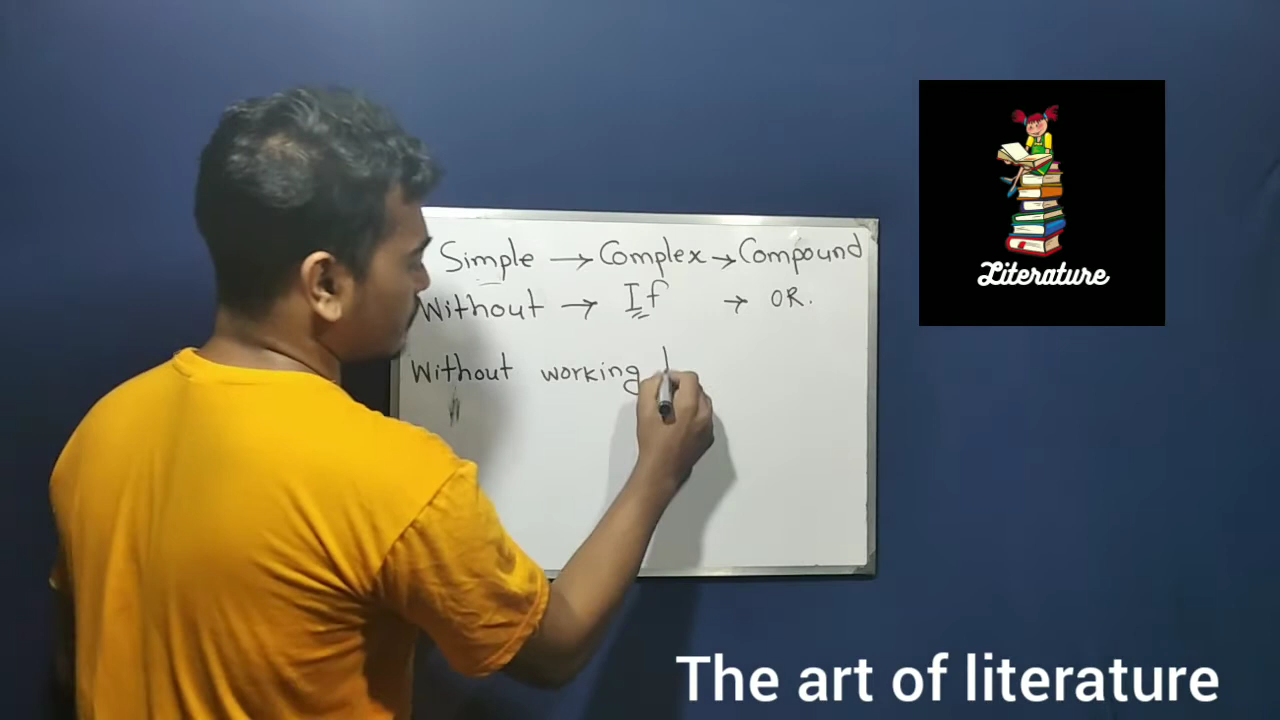 Simple → Complex → Compound
Without → If → OR.
Without working
Literature
The art of literature